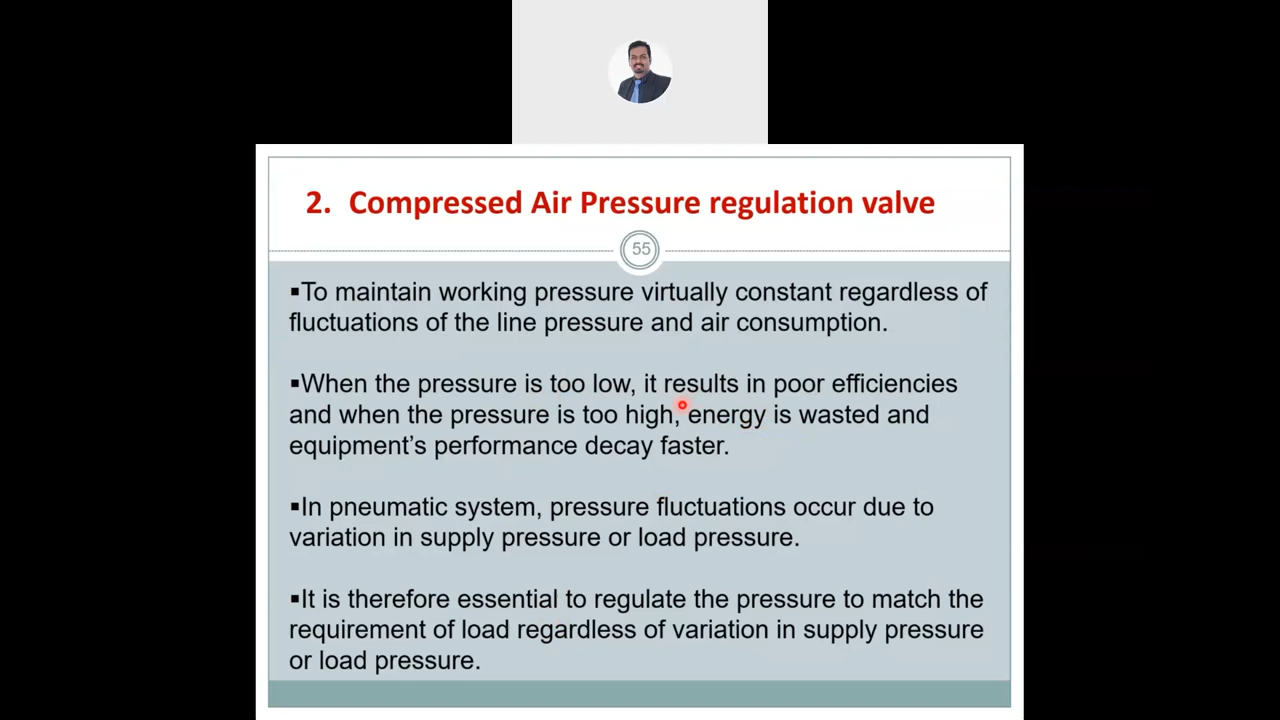 2. Compressed Air Pressure regulation valve
55
▪To maintain working pressure virtually constant regardless of
fluctuations of the line pressure and air consumption.
▪When the pressure is too low, it results in poor efficiencies
and when the pressure is too high, energy is wasted and
equipment’s performance decay faster.
▪In pneumatic system, pressure fluctuations occur due to
variation in supply pressure or load pressure.
▪It is therefore essential to regulate the pressure to match the
requirement of load regardless of variation in supply pressure
or load pressure.